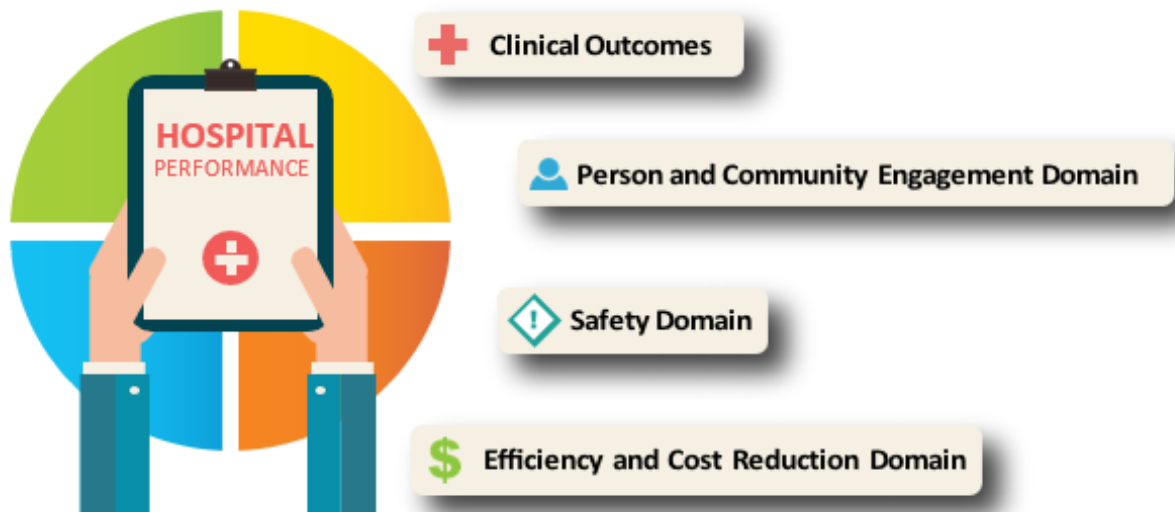 HOSPITAL
PERFORMANCE
Clinical Outcomes
Person and Community Engagement Domain
Safety Domain
Efficiency and Cost Reduction Domain